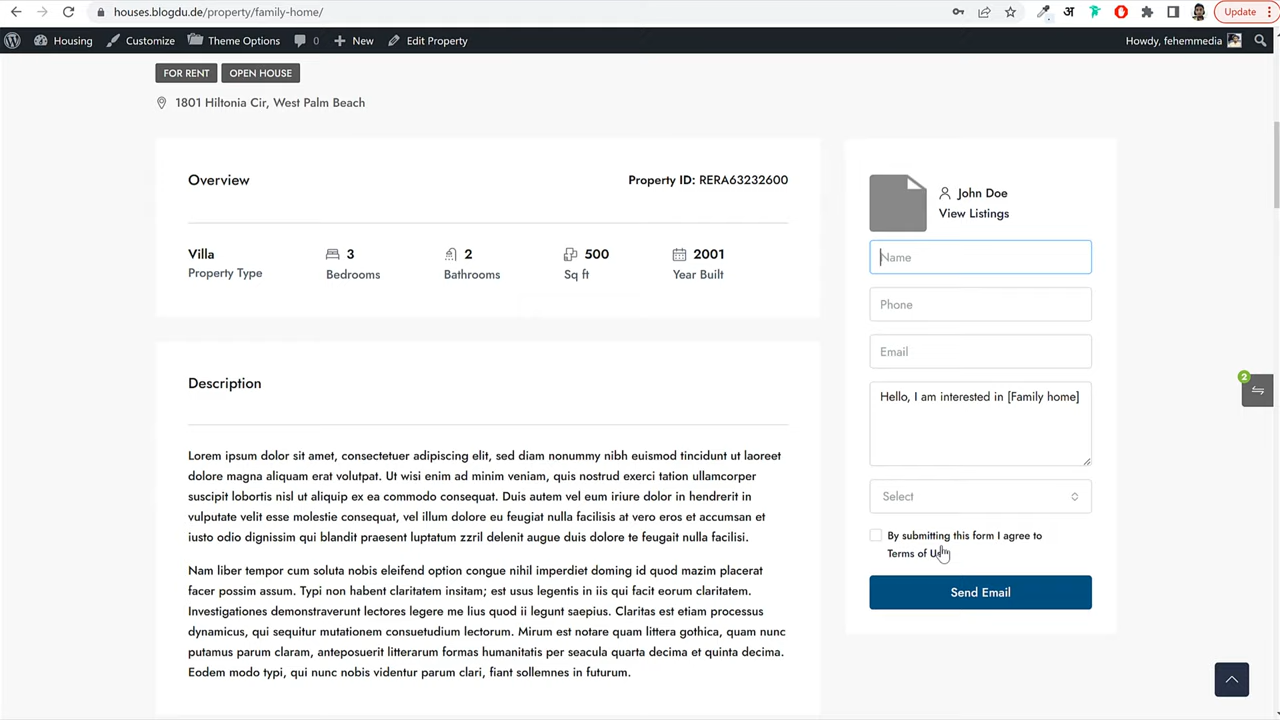 houses.blogdu.de/property/family-home/
अ
Update
Housing
Customize
Theme Options
0
New
Edit Property
Howdy, fehemmedia
FOR RENT
OPEN HOUSE
1801 Hiltonia Cir, West Palm Beach
Overview
Property ID: RERA63232600
Villa
Property Type
3
Bedrooms
2
Bathrooms
500
Sq ft
2001
Year Built
Description
Lorem ipsum dolor sit amet, consectetuer adipiscing elit, sed diam nonummy nibh euismod tincidunt ut laoreet
dolore magna aliquam erat volutpat. Ut wisi enim ad minim veniam, quis nostrud exerci tation ullamcorper
suscipit lobortis nisl ut aliquip ex ea commodo consequat. Duis autem vel eum iriure dolor in hendrerit in
vulputate velit esse molestie consequat, vel illum dolore eu feugiat nulla facilisis at vero eros et accumsan et
iusto odio dignissim qui blandit praesent luptatum zzril delenit augue duis dolore te feugait nulla facilisi.
Nam liber tempor cum soluta nobis eleifend option congue nihil imperdiet doming id quod mazim placerat
facer possim assum. Typi non habent claritatem insitam; est usus legentis in iis qui facit eorum claritatem.
Investigationes demonstraverunt lectores legere me lius quod ii legunt saepius. Claritas est etiam processus
dynamicus, qui sequitur mutationem consuetudium lectorum. Mirum est notare quam littera gothica, quam nunc
putamus parum claram, anteposuerit litterarum formas humanitatis per seacula quarta decima et quinta decima.
Eodem modo typi, qui nunc nobis videntur parum clari, fiant sollemnes in futurum.
John Doe
View Listings
Name
Phone
Email
Hello, I am interested in [Family home]
Select
By submitting this form I agree to
Terms of
Send Email
2